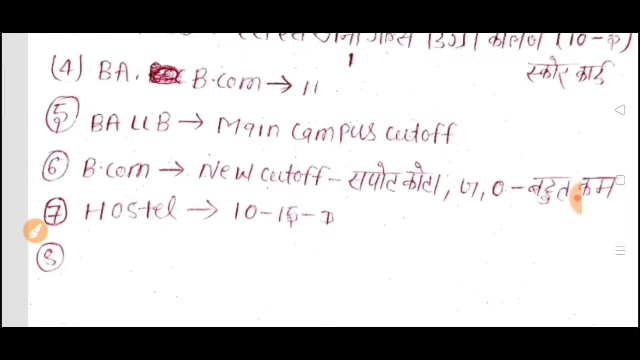 डिग्री कॉलेज (10-
स्कोर कार्ड
(4) BA, B.com → 11
(5) BA LLB → Main Campus cutoff
(6) B.com → New cutoff - सपोर्ट कोटा, , 0 - बहुत कम
(7) Hostel → 10-15-
(8)